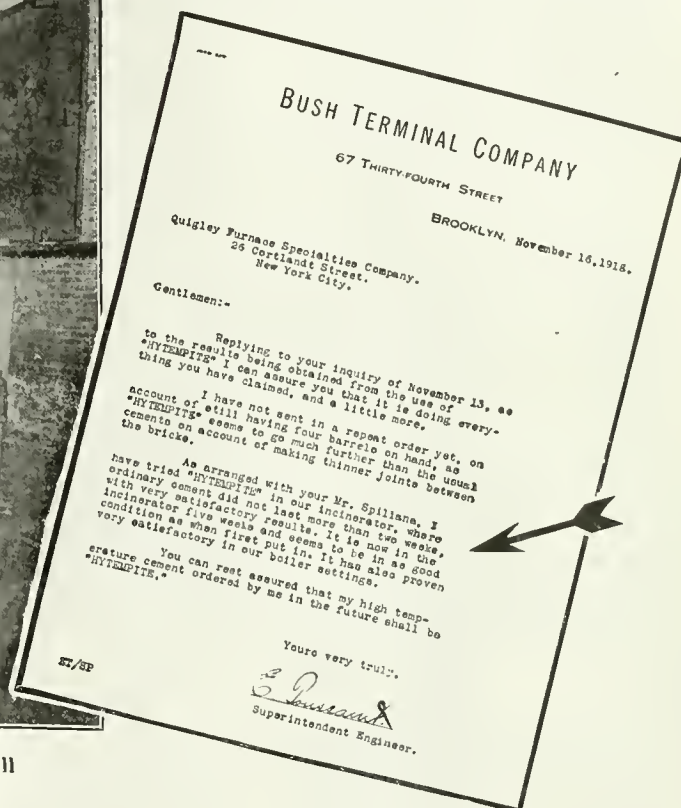 BUSH TERMINAL COMPANY
67 THIRTY-FOURTH STREET
BROOKLYN, November 16, 1918.
Quigley Furnace Specialties Company.
26 Cortlandt Street.
New York City.
Gentlemen:-
Replying to your inquiry of November 13, as
to the results being obtained from the use of
"HYTEMPITE" I can assure you that it is doing every-
thing you have claimed, and a little more.
I have not sent in a repeat order yet, on
account of still having four barrels on hand, as
"HYTEMPITE" seems to go much further than the usual
cements on account of making thinner joints between
the bricks.
As arranged with your Mr. Spillane, I
have tried "HYTEMPITE" in our incinerator, where
ordinary cement did not last more than two weeks,
with very satisfactory results. It is now in the
incinerator five weeks and seems to be in as good
condition as when first put in. It has also proven
very satisfactory in our boiler settings.
You can rest assured that my high temp-
erature cement ordered by me in the future shall be
"HYTEMPITE."
Yours very truly.
E Toussaint
Superintendent Engineer.
ET/SP
11